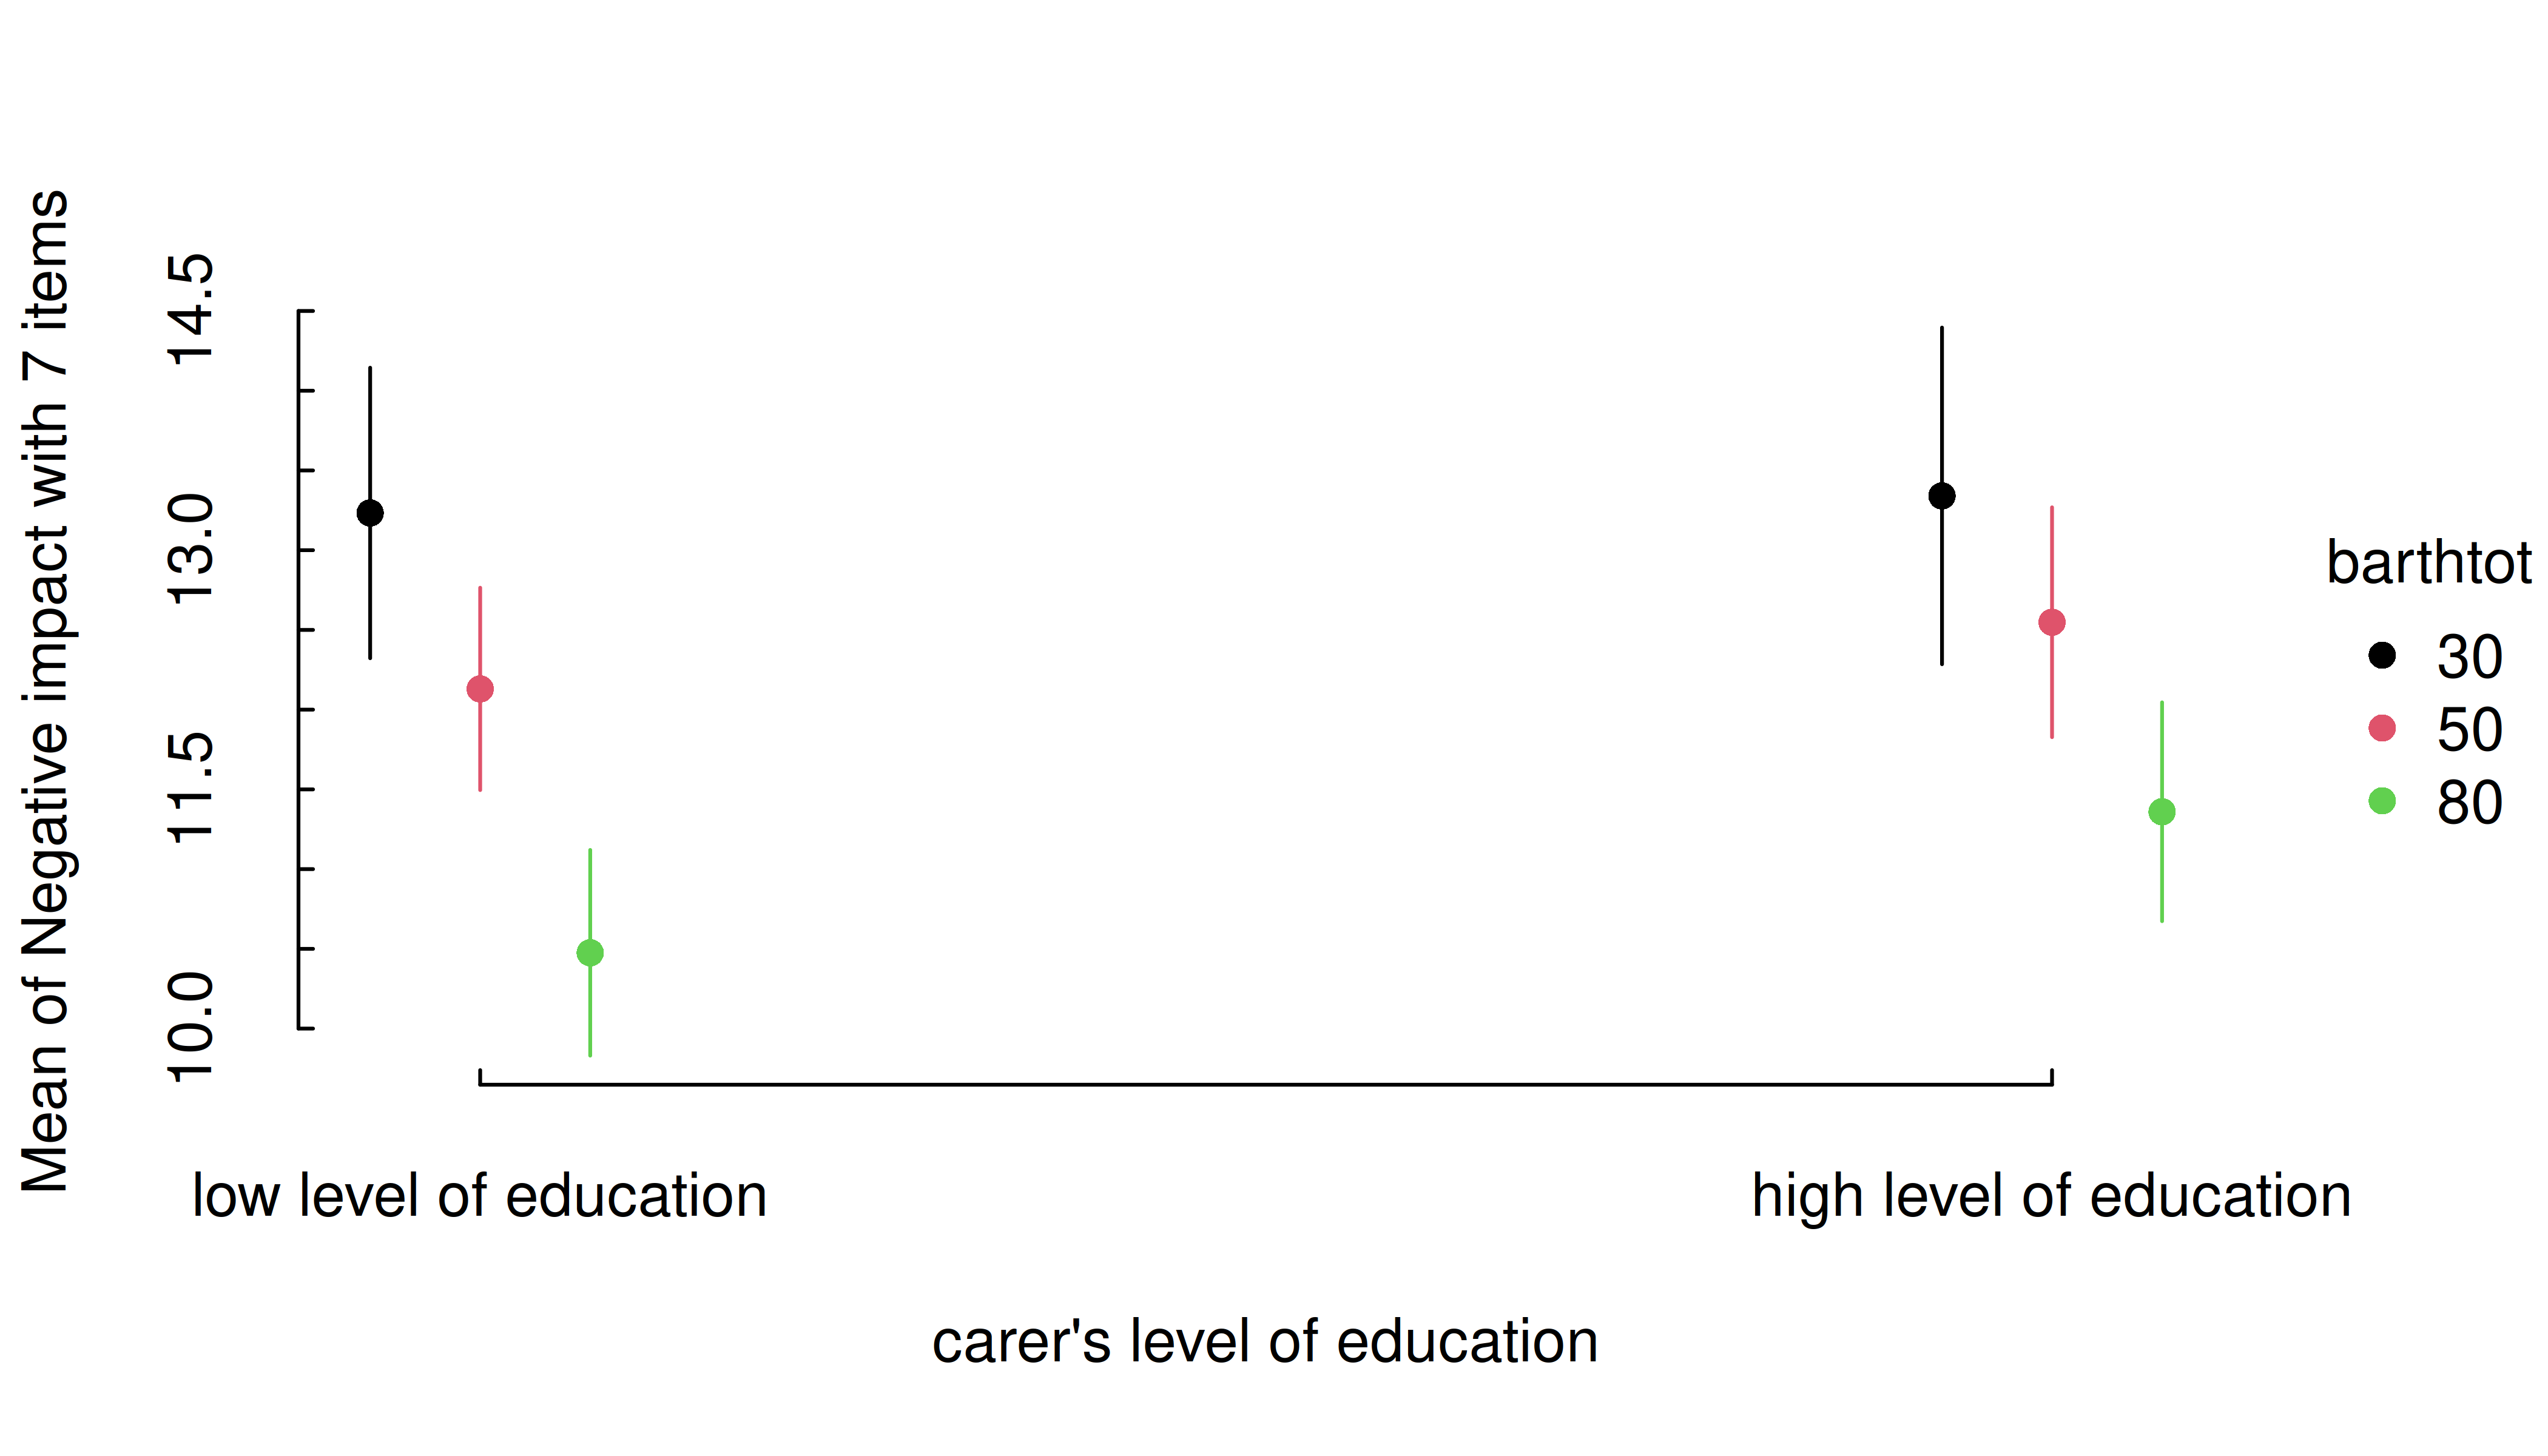 Mean of Negative impact with 7 items
14.5
13.0
11.5
10.0
barthtot
30
50
80
low level of education
high level of education
carer's level of education